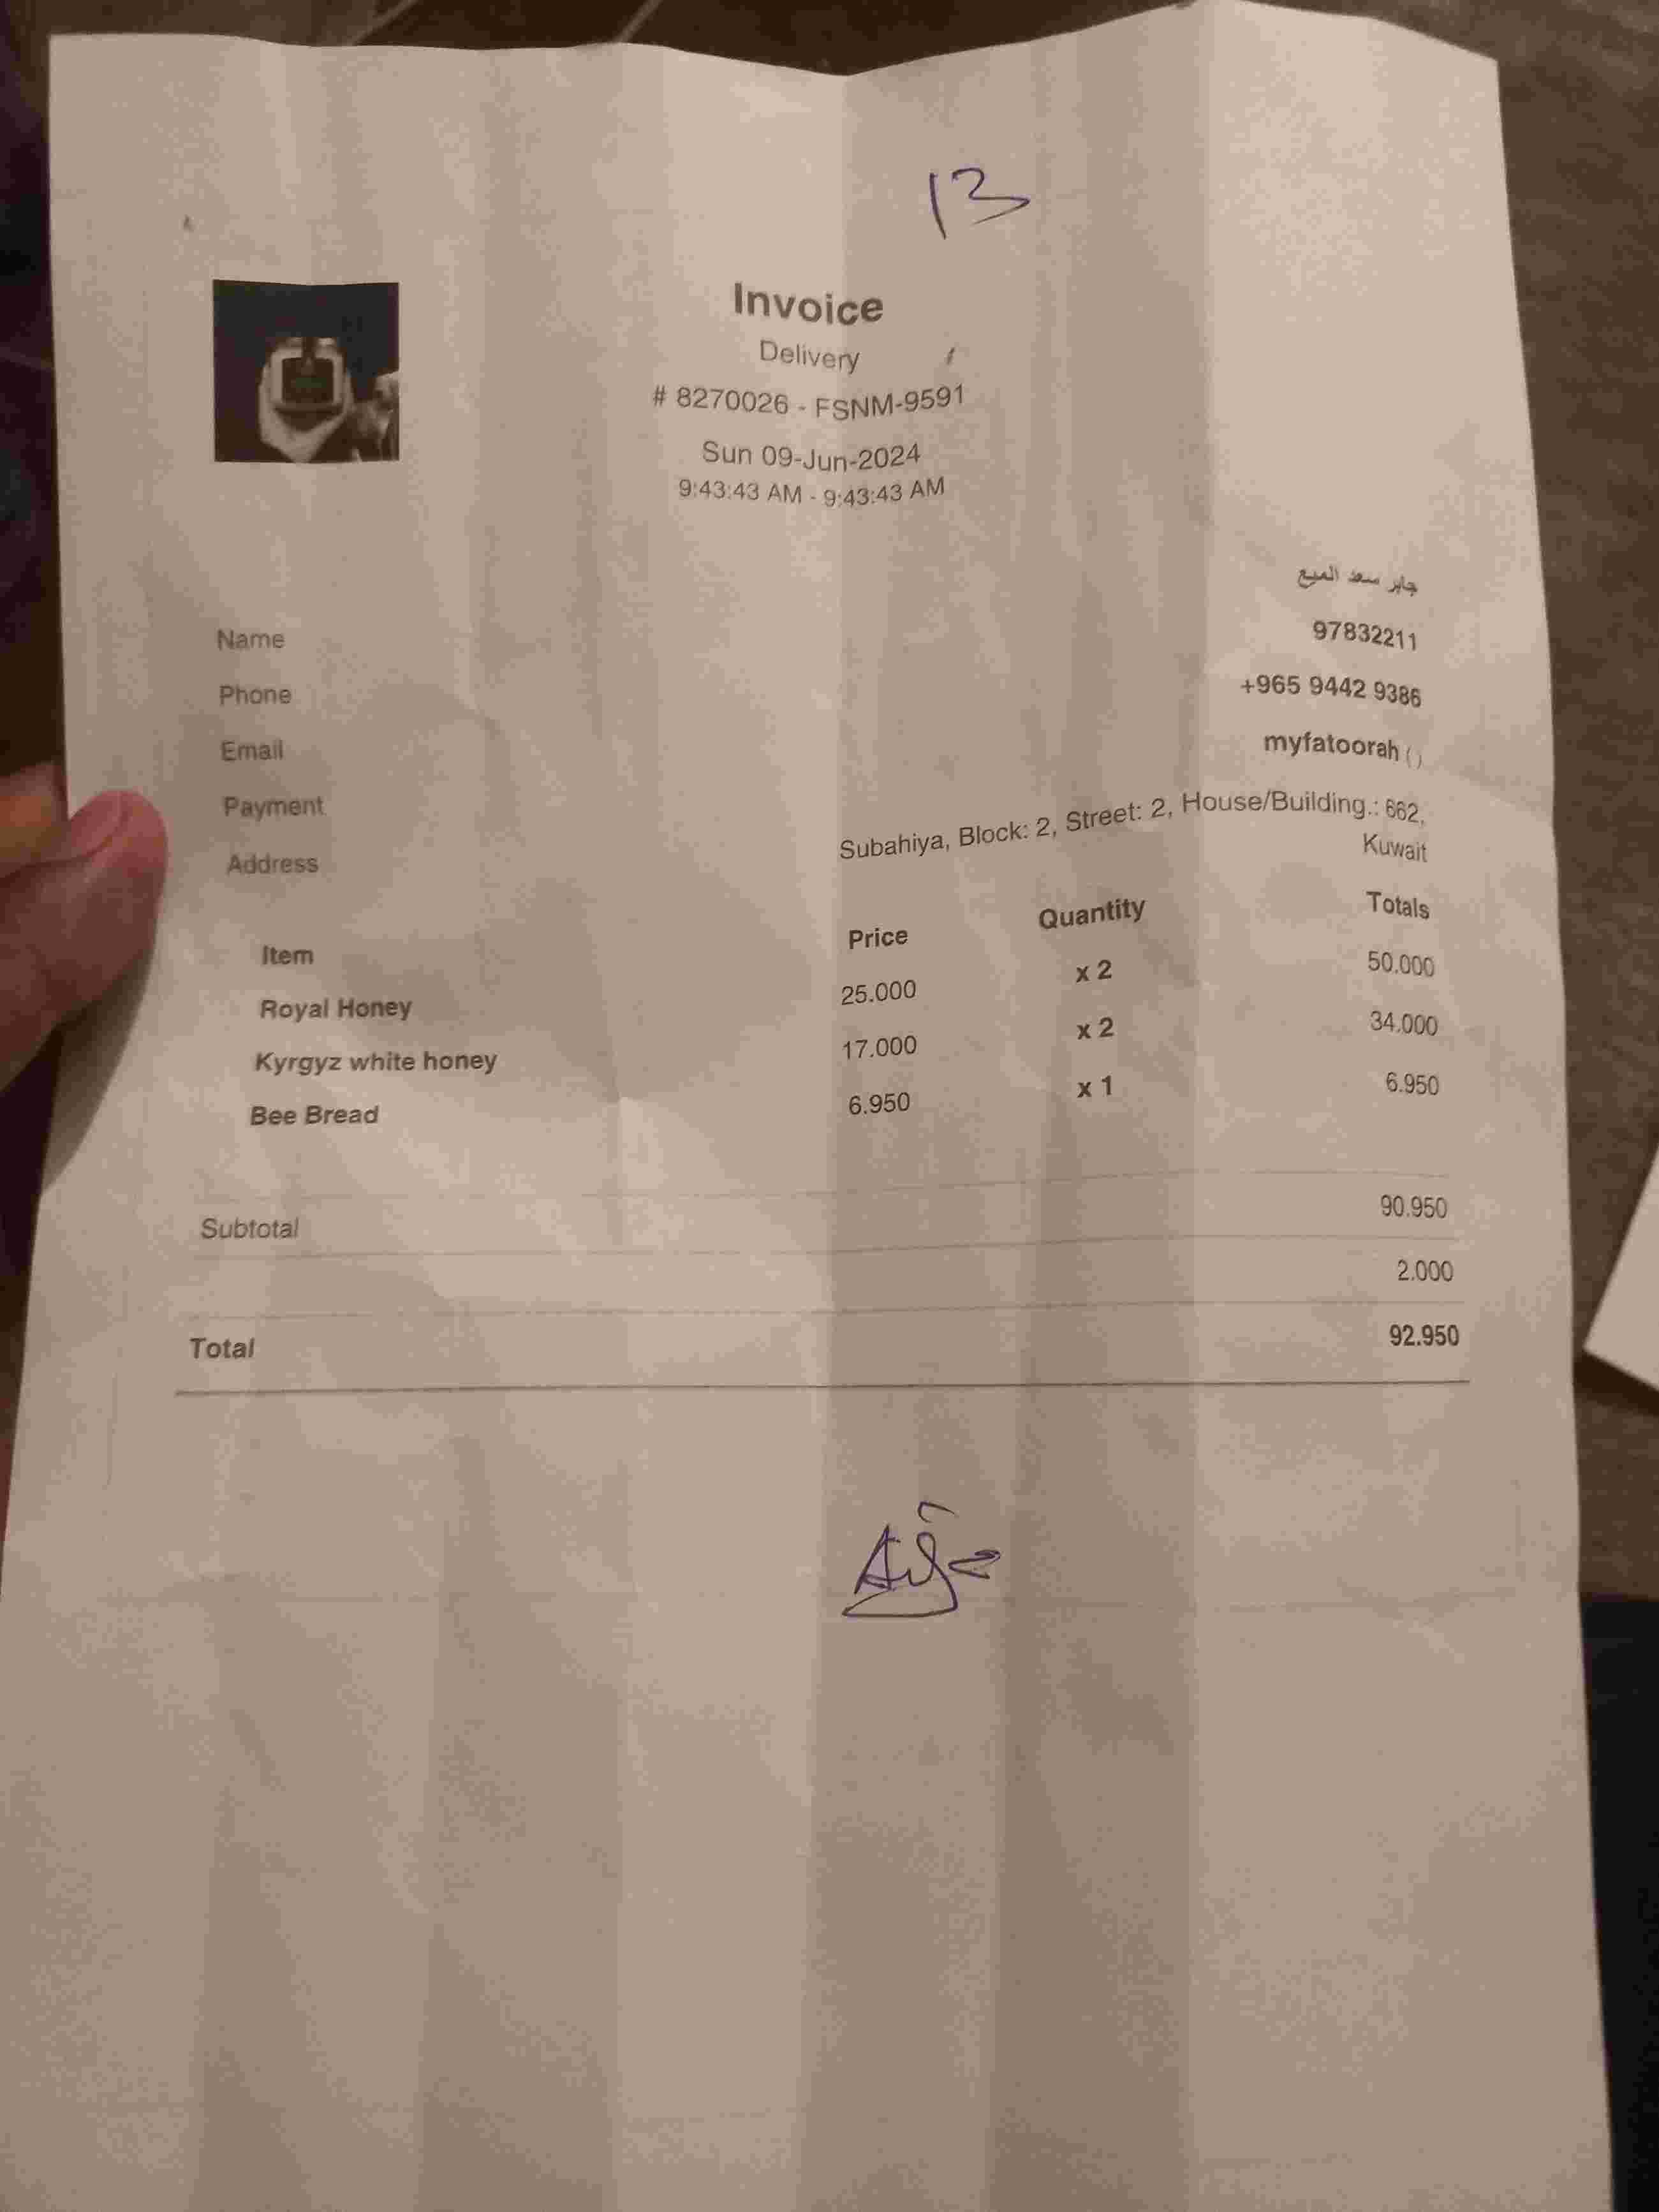 13
Invoice
Delivery
# 8270026 - FSNM-9591
Sun 09-Jun-2024
9:43:43 AM - 9:43:43 AM
Name جابر سعد الميع
Phone 97832211
Email +965 9442 9386
Payment myfatoorah ( )
Address Subahiya, Block: 2, Street: 2, House/Building.: 662,
Kuwait
Item Price Quantity Totals
Royal Honey 25.000 x 2 50.000
Kyrgyz white honey 17.000 x 2 34.000
Bee Bread 6.950 x 1 6.950
Subtotal 90.950
2.000
Total 92.950